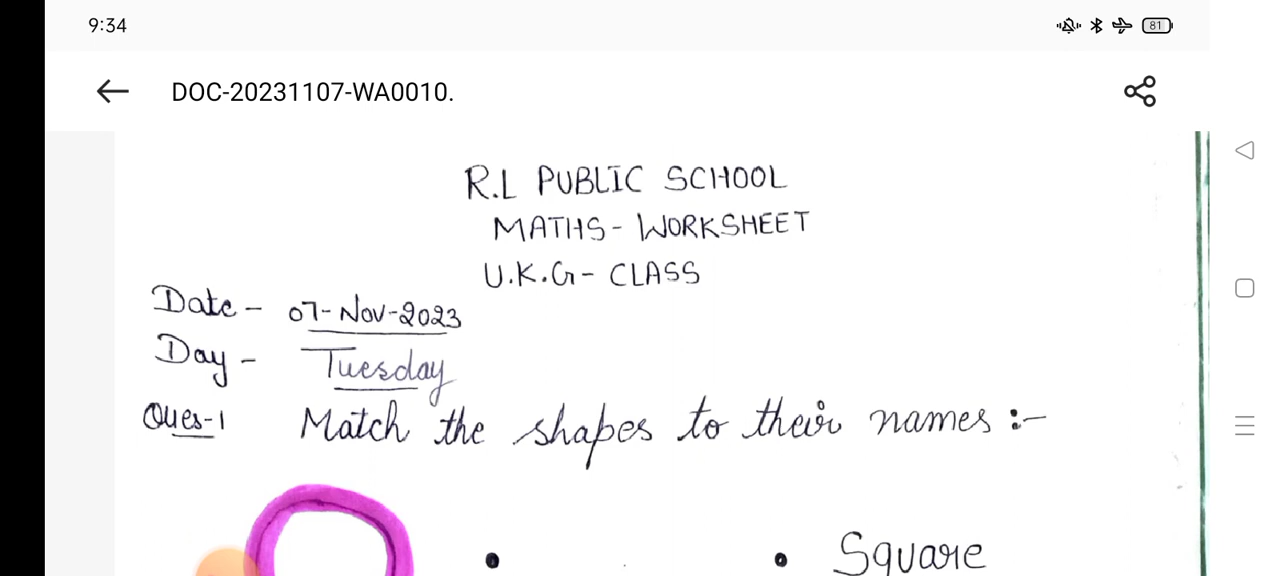 9:34
81
DOC-20231107-WA0010.
R.L PUBLIC SCHOOL
MATHS- WORKSHEET
U.K.G- CLASS
Date- 07-Nov-2023
Day- Tuesday
Ques-1 Match the shapes to their names :-
Square